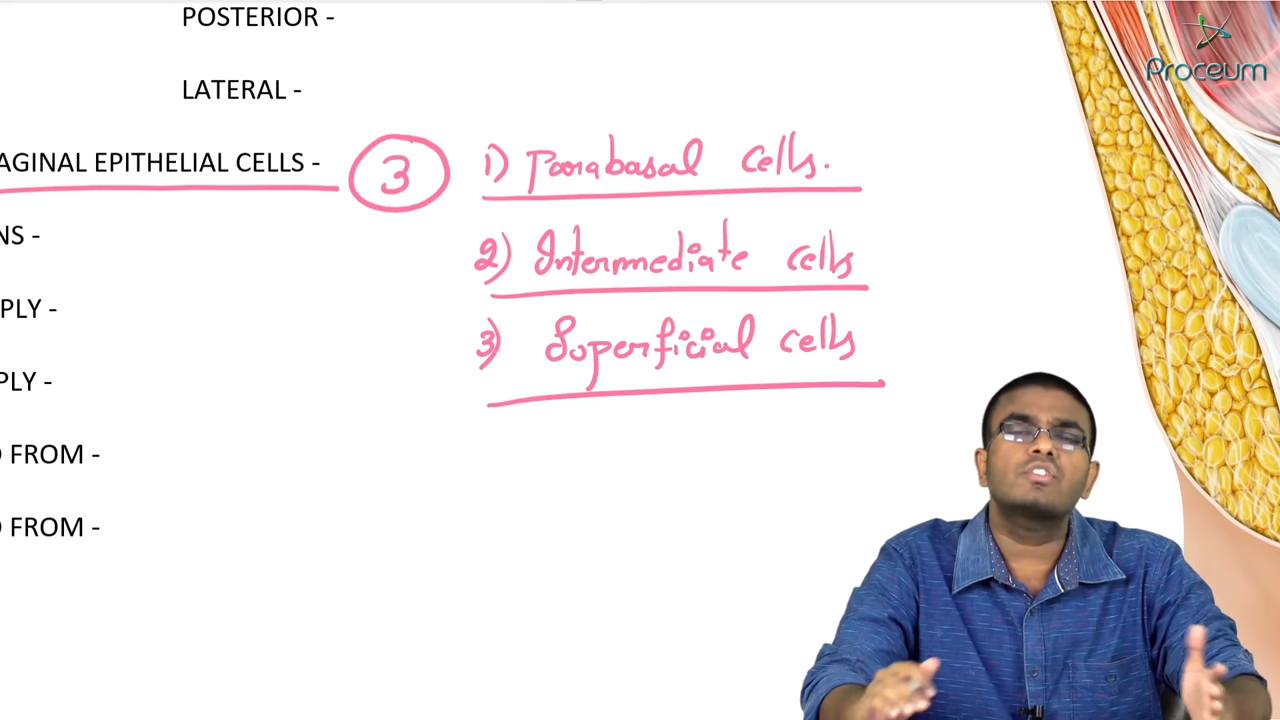 POSTERIOR -
Proceum
LATERAL -
AGINAL EPITHELIAL CELLS - 3 1) Parabasal cells.
NS - 2) Intermediate cells
PLY - 3) Superficial cells
PLY -
FROM -
FROM -